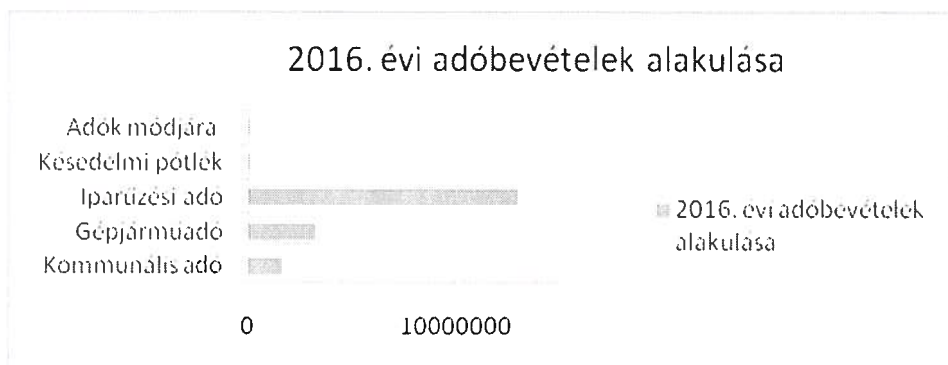 2016. évi adóbevételek alakulása
Adók módjára
Késedelmi pótlék
Iparűzési adó
Gépjárműadó
Kommunális adó
0
10000000
2016. évi adóbevételek
alakulása